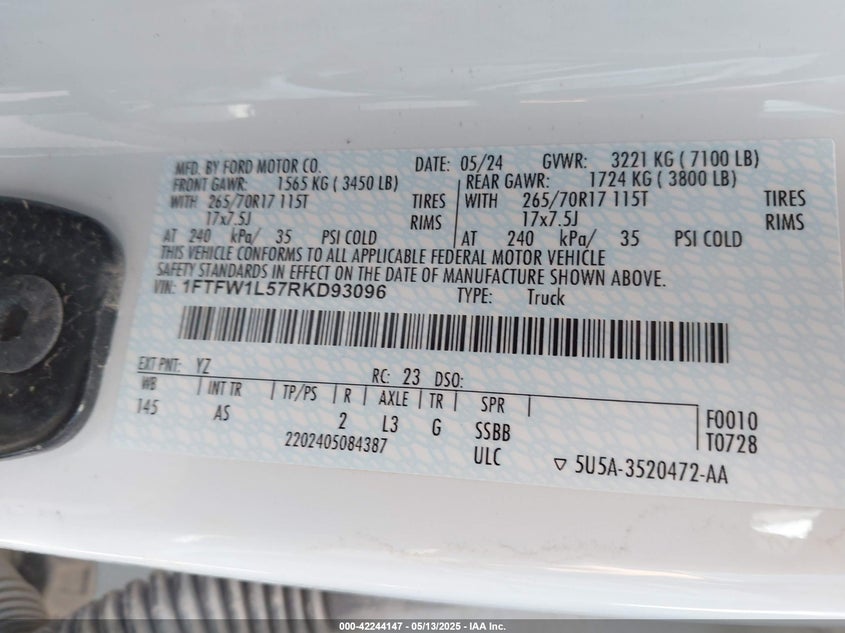 MFD. BY FORD MOTOR CO. DATE: 05/24 GVWR: 3221 KG ( 7100 LB)
FRONT GAWR: 1565 KG ( 3450 LB) REAR GAWR: 1724 KG ( 3800 LB)
WITH 265/70R17 115T TIRES WITH 265/70R17 115T TIRES
17x7.5J RIMS 17x7.5J RIMS
AT 240 kPa/ 35 PSI COLD AT 240 kPa/ 35 PSI COLD
THIS VEHICLE CONFORMS TO ALL APPLICABLE FEDERAL MOTOR VEHICLE
SAFETY STANDARDS IN EFFECT ON THE DATE OF MANUFACTURE SHOWN ABOVE.
VIN: 1FTFW1L57RKD93096 TYPE: Truck
EXT PNT: YZ RC: 23 DSO:
WB INT TR TP/PS R AXLE TR SPR F0010
145 AS 2 L3 G SSBB T0728
2202405084387 ULC ▽ 5U5A-3520472-AA
000-42244147 - 05/13/2025 - IAA Inc.